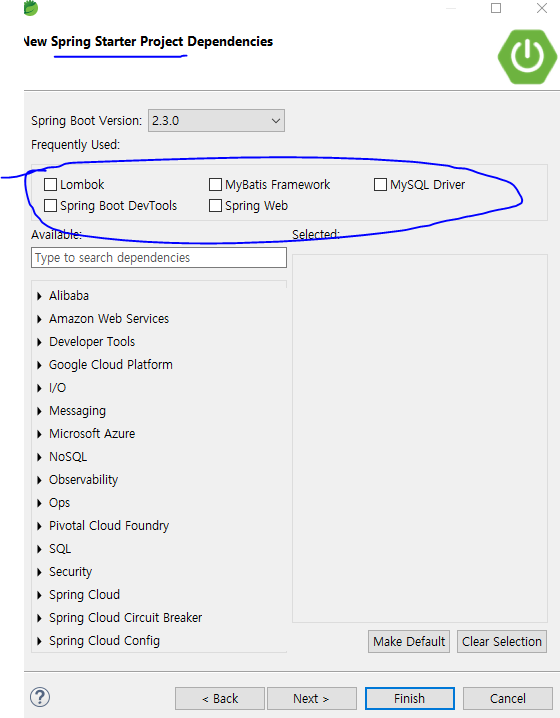 New Spring Starter Project Dependencies
Spring Boot Version: 2.3.0
Frequently Used:
Lombok MyBatis Framework MySQL Driver
Spring Boot DevTools Spring Web
Available: Selected:
Type to search dependencies
Alibaba
Amazon Web Services
Developer Tools
Google Cloud Platform
I/O
Messaging
Microsoft Azure
NoSQL
Observability
Ops
Pivotal Cloud Foundry
SQL
Security
Spring Cloud
Spring Cloud Circuit Breaker
Spring Cloud Config
Make Default Clear Selection
? < Back Next > Finish Cancel